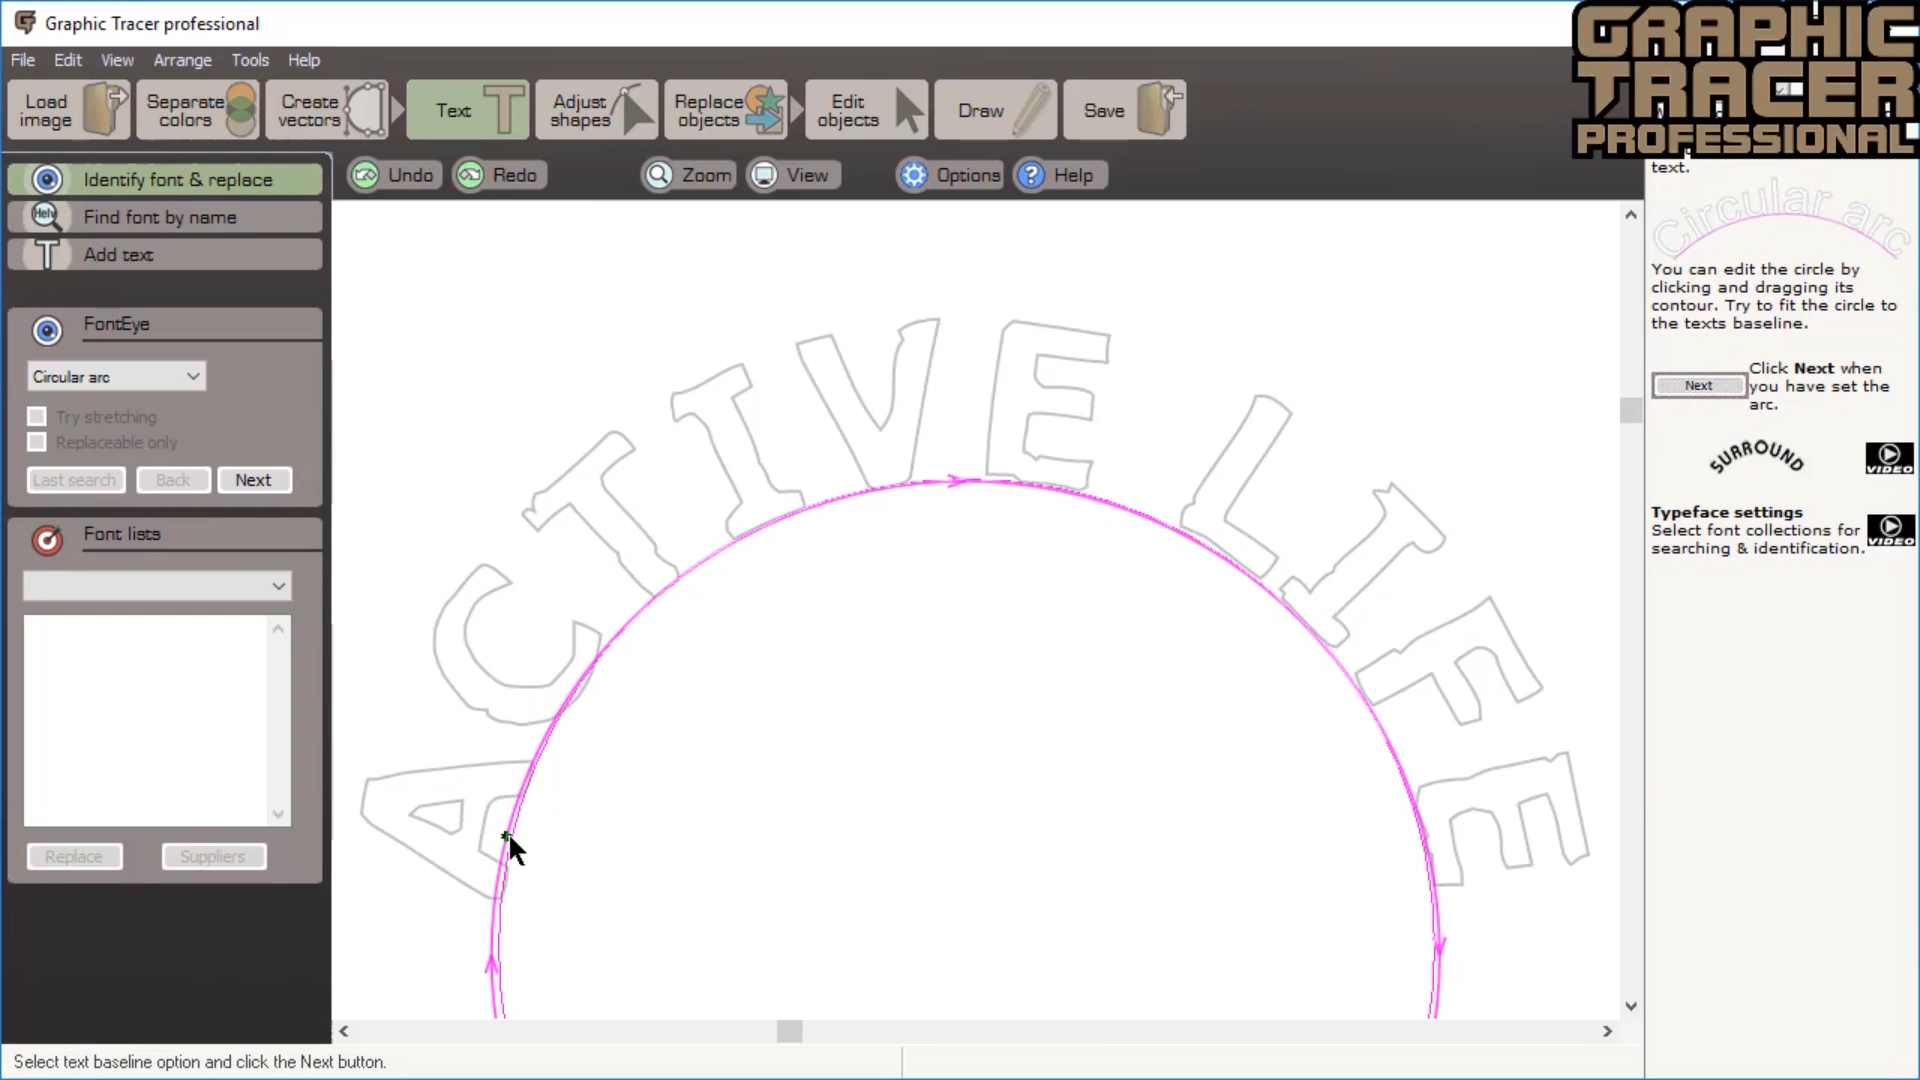 Graphic Tracer professional
GRAPHIC
TRACER
PROFESSIONAL
File Edit View Arrange Tools Help
Load image
Separate colors
Create vectors
Text
Adjust shapes
Replace objects
Edit objects
Draw
Save
Undo Redo Zoom View Options Help
Identify font & replace
Find font by name
Add text
FontEye
Circular arc
Try stretching
Replaceable only
Last search Back Next
Font lists
Replace Suppliers
ACTIVE LIFE
text.
Circular arc
You can edit the circle by
clicking and dragging its
contour. Try to fit the circle to
the texts baseline.
Next
Click Next when
you have set the
arc.
SURROUND
VIDEO
Typeface settings
Select font collections for
searching & identification.
VIDEO
Select text baseline option and click the Next button.